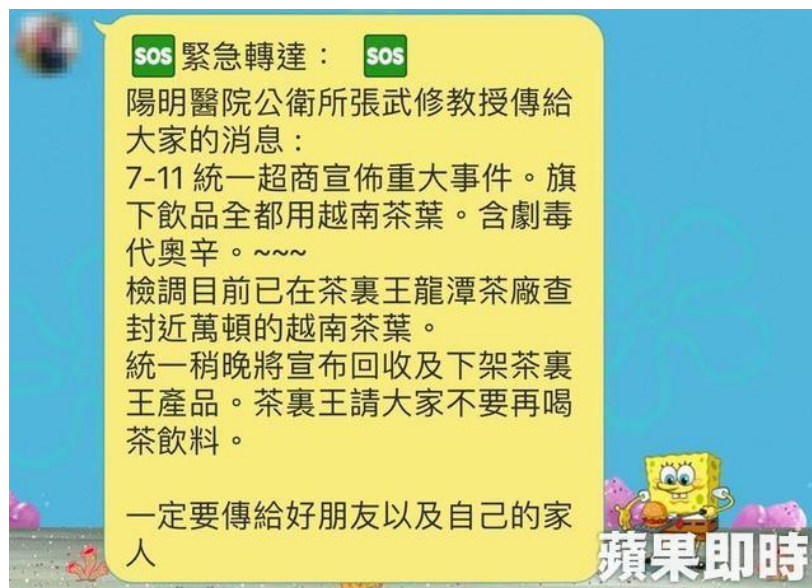 SOS 緊急轉達： SOS
陽明醫院公衛所張武修教授傳給
大家的消息：
7-11 統一超商宣佈重大事件。旗
下飲品全都用越南茶葉。含劇毒
代奧辛。~~~
檢調目前已在茶裏王龍潭茶廠查
封近萬頓的越南茶葉。
統一稍晚將宣布回收及下架茶裏
王產品。茶裏王請大家不要再喝
茶飲料。
一定要傳給好朋友以及自己的家
人
蘋果即時